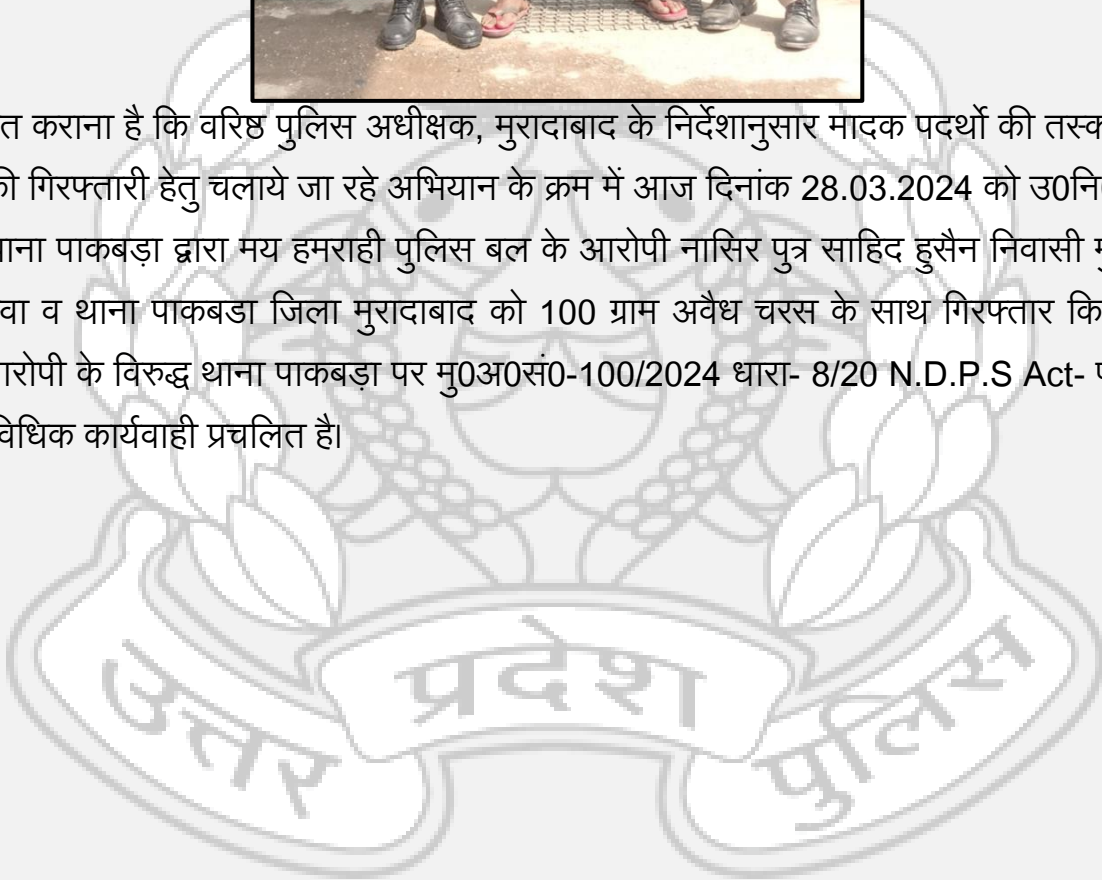 त कराना है कि वरिष्ठ पुलिस अधीक्षक, मुरादाबाद के निर्देशानुसार मादक पदर्थो की तस्क
की गिरफ्तारी हेतु चलाये जा रहे अभियान के क्रम में आज दिनांक 28.03.2024 को उ0नि0
ाना पाकबड़ा द्वारा मय हमराही पुलिस बल के आरोपी नासिर पुत्र साहिद हुसैन निवासी मु
वा व थाना पाकबडा जिला मुरादाबाद को 100 ग्राम अवैध चरस के साथ गिरफ्तार कि
ारोपी के विरुद्ध थाना पाकबड़ा पर मु0अ0सं0-100/2024 धारा- 8/20 N.D.P.S Act- प
विधिक कार्यवाही प्रचलित है।
उत्तर प्रदेश पुलिस